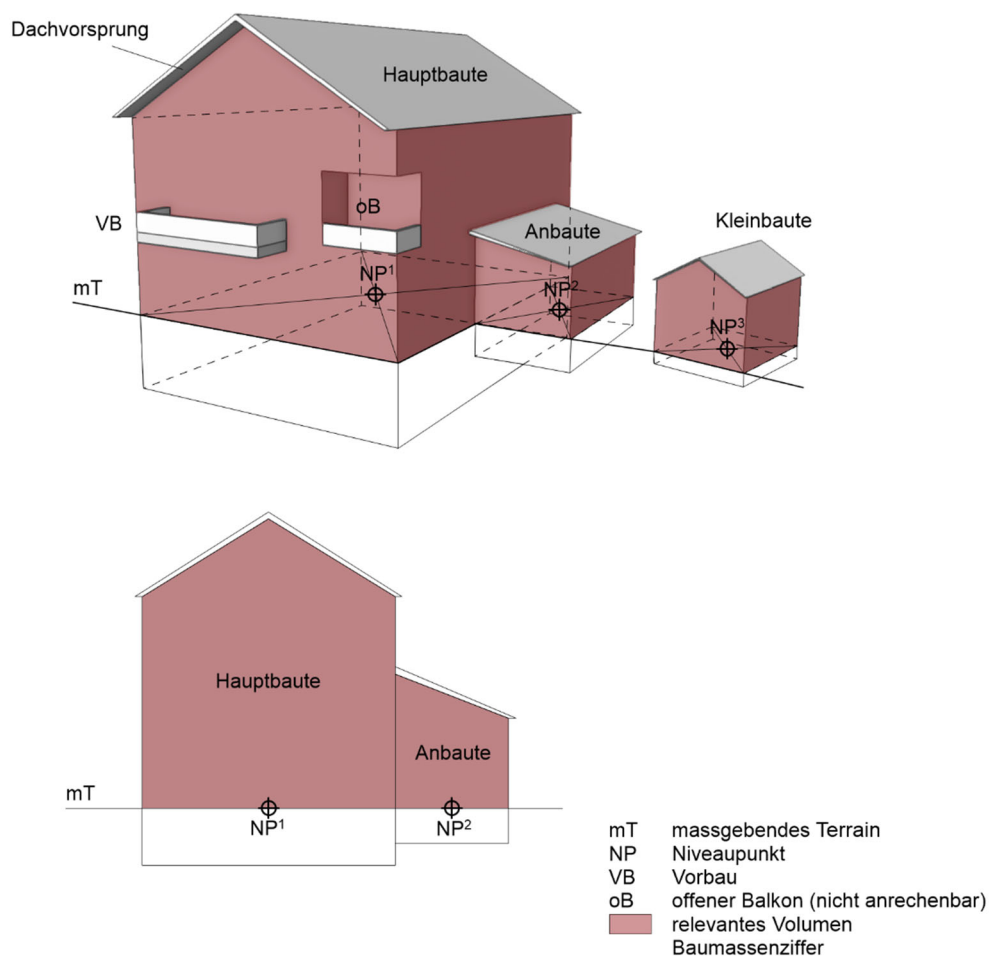 Dachvorsprung
Hauptbaute
VB
oB
Anbaute
Kleinbaute
mT
NP¹
NP²
NP³
Hauptbaute
Anbaute
mT
NP¹
NP²
mT massgebendes Terrain
NP Niveaupunkt
VB Vorbau
oB offener Balkon (nicht anrechenbar)
relevantes Volumen
Baumassenziffer